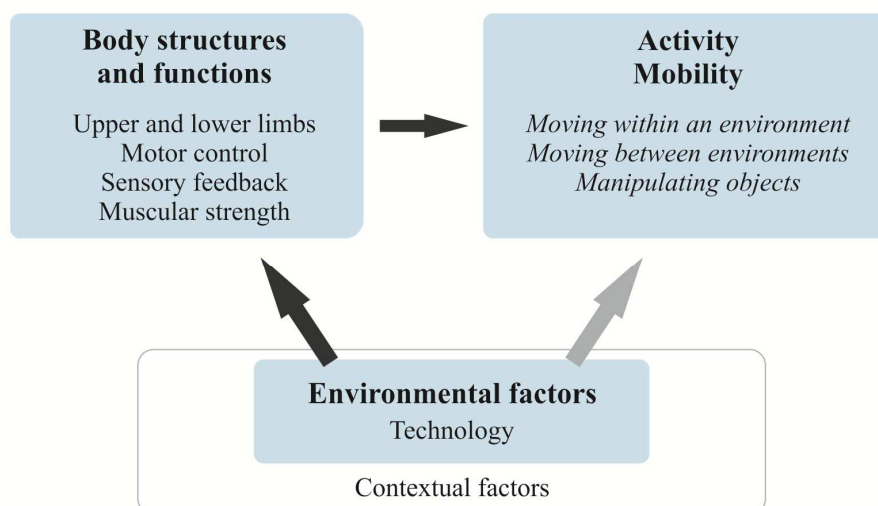 Body structures
and functions
Upper and lower limbs
Motor control
Sensory feedback
Muscular strength
Activity
Mobility
Moving within an environment
Moving between environments
Manipulating objects
Environmental factors
Technology
Contextual factors